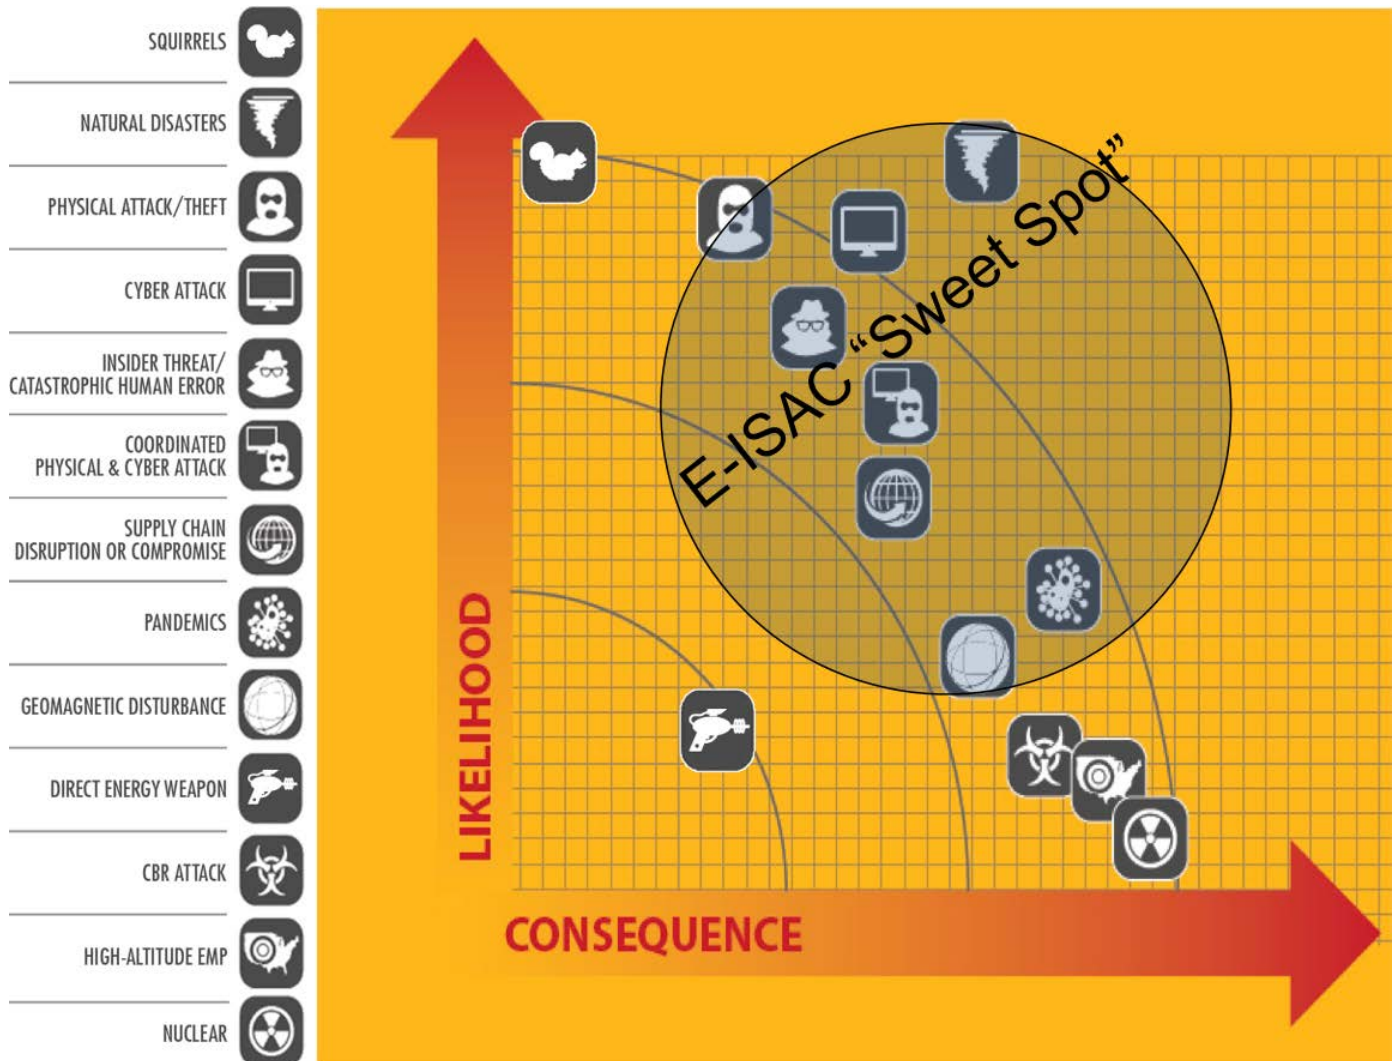 SQUIRRELS
NATURAL DISASTERS
PHYSICAL ATTACK/THEFT
CYBER ATTACK
INSIDER THREAT/
CATASTROPHIC HUMAN ERROR
COORDINATED
PHYSICAL & CYBER ATTACK
SUPPLY CHAIN
DISRUPTION OR COMPROMISE
PANDEMICS
GEOMAGNETIC DISTURBANCE
DIRECT ENERGY WEAPON
CBR ATTACK
HIGH-ALTITUDE EMP
NUCLEAR
LIKELIHOOD
E-ISAC “Sweet Spot”
CONSEQUENCE